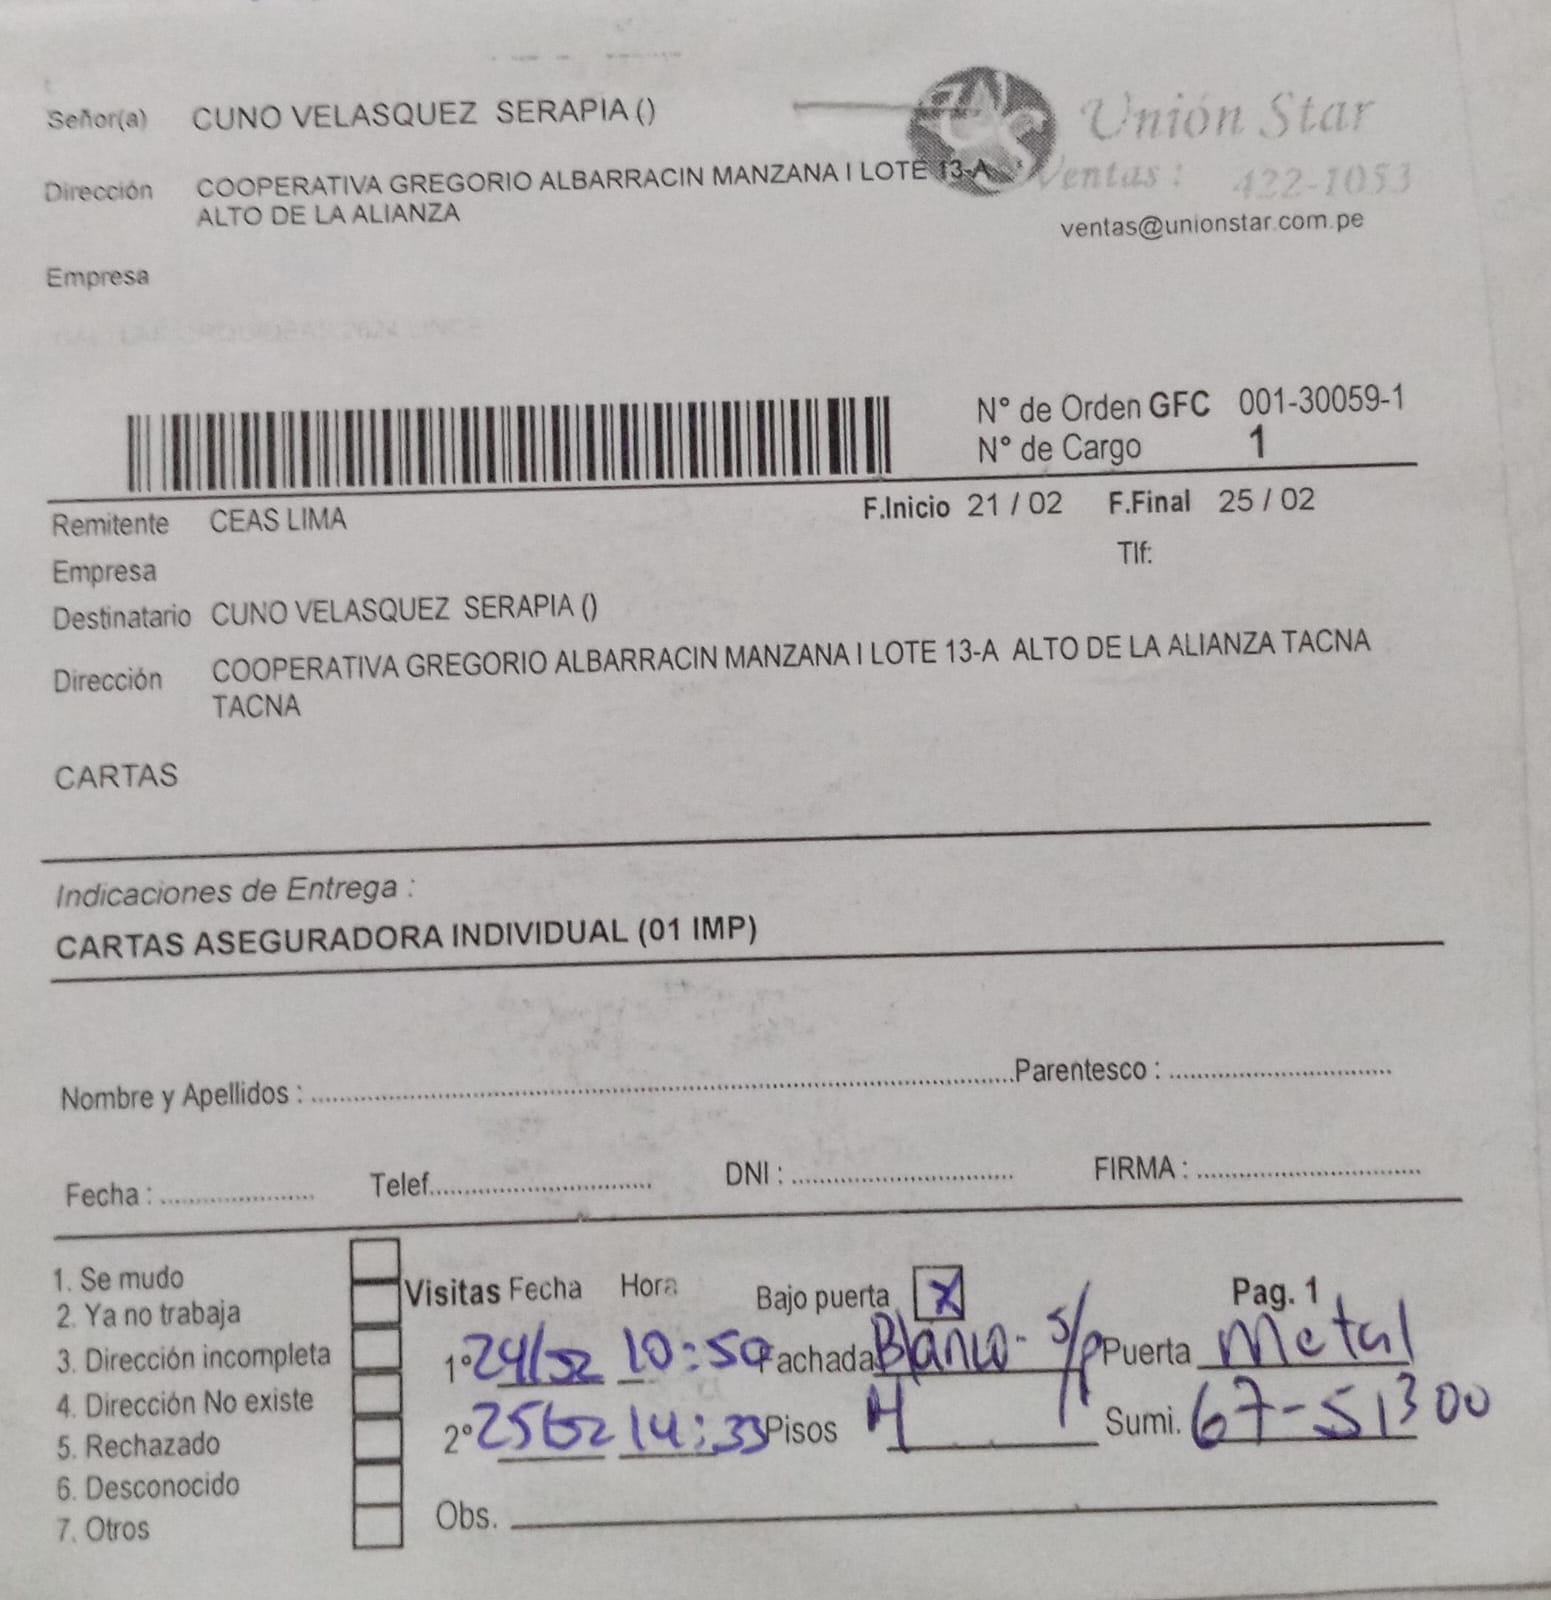 Señor(a) CUNO VELASQUEZ SERAPIA ()
Unión Star
Dirección COOPERATIVA GREGORIO ALBARRACIN MANZANA I LOTE 13-A
Ventas : 422-1053
ALTO DE LA ALIANZA
ventas@unionstar.com.pe
Empresa
N° de Orden GFC 001-30059-1
N° de Cargo 1
Remitente CEAS LIMA F.Inicio 21 / 02 F.Final 25 / 02
Empresa Tlf:
Destinatario CUNO VELASQUEZ SERAPIA ()
Dirección COOPERATIVA GREGORIO ALBARRACIN MANZANA I LOTE 13-A ALTO DE LA ALIANZA TACNA
TACNA
CARTAS
Indicaciones de Entrega :
CARTAS ASEGURADORA INDIVIDUAL (01 IMP)
Nombre y Apellidos : Parentesco :
Fecha : Telef. DNI : FIRMA :
1. Se mudo
2. Ya no trabaja
3. Dirección incompleta
4. Dirección No existe
5. Rechazado
6. Desconocido
7. Otros
Visitas Fecha Hora Bajo puerta X Pag. 1
1° 24/02 10:50 Fachada Blanco - S/P Puerta Metal
2° 25/02 14:33 Pisos Sumi. 67-51300
Obs.